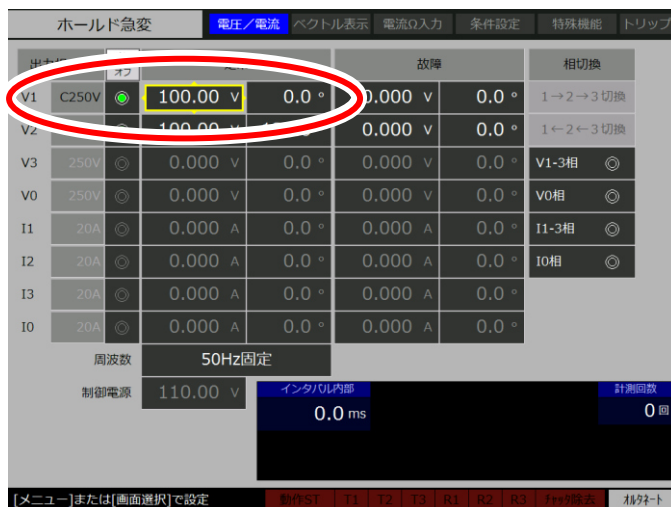 ホールド急変 電圧／電流 ベクトル表示 電流Ω入力 条件設定 特殊機能 トリップ
オフ 故障 相切換
V1 C250V 100.00 V 0.0 ° 0.000 V 0.0 ° 1→2→3切換
V2 0.000 V 0.0 ° 1←2←3切換
V3 250V 0.000 V 0.0 ° 0.000 V 0.0 ° V1-3相
V0 250V 0.000 V 0.0 ° 0.000 V 0.0 ° V0相
I1 20A 0.000 A 0.0 ° 0.000 A 0.0 ° I1-3相
I2 20A 0.000 A 0.0 ° 0.000 A 0.0 ° I0相
I3 20A 0.000 A 0.0 ° 0.000 A 0.0 °
I0 20A 0.000 A 0.0 ° 0.000 A 0.0 °
周波数 50Hz固定
制御電源 110.00 V インタバル内部 計測回数
0.0 ms 0 回
[メニュー]または[画面選択]で設定 動作ST T1 T2 T3 R1 R2 R3 ﾁｬｯﾀ除去 ｵﾙﾀﾈｰﾄ